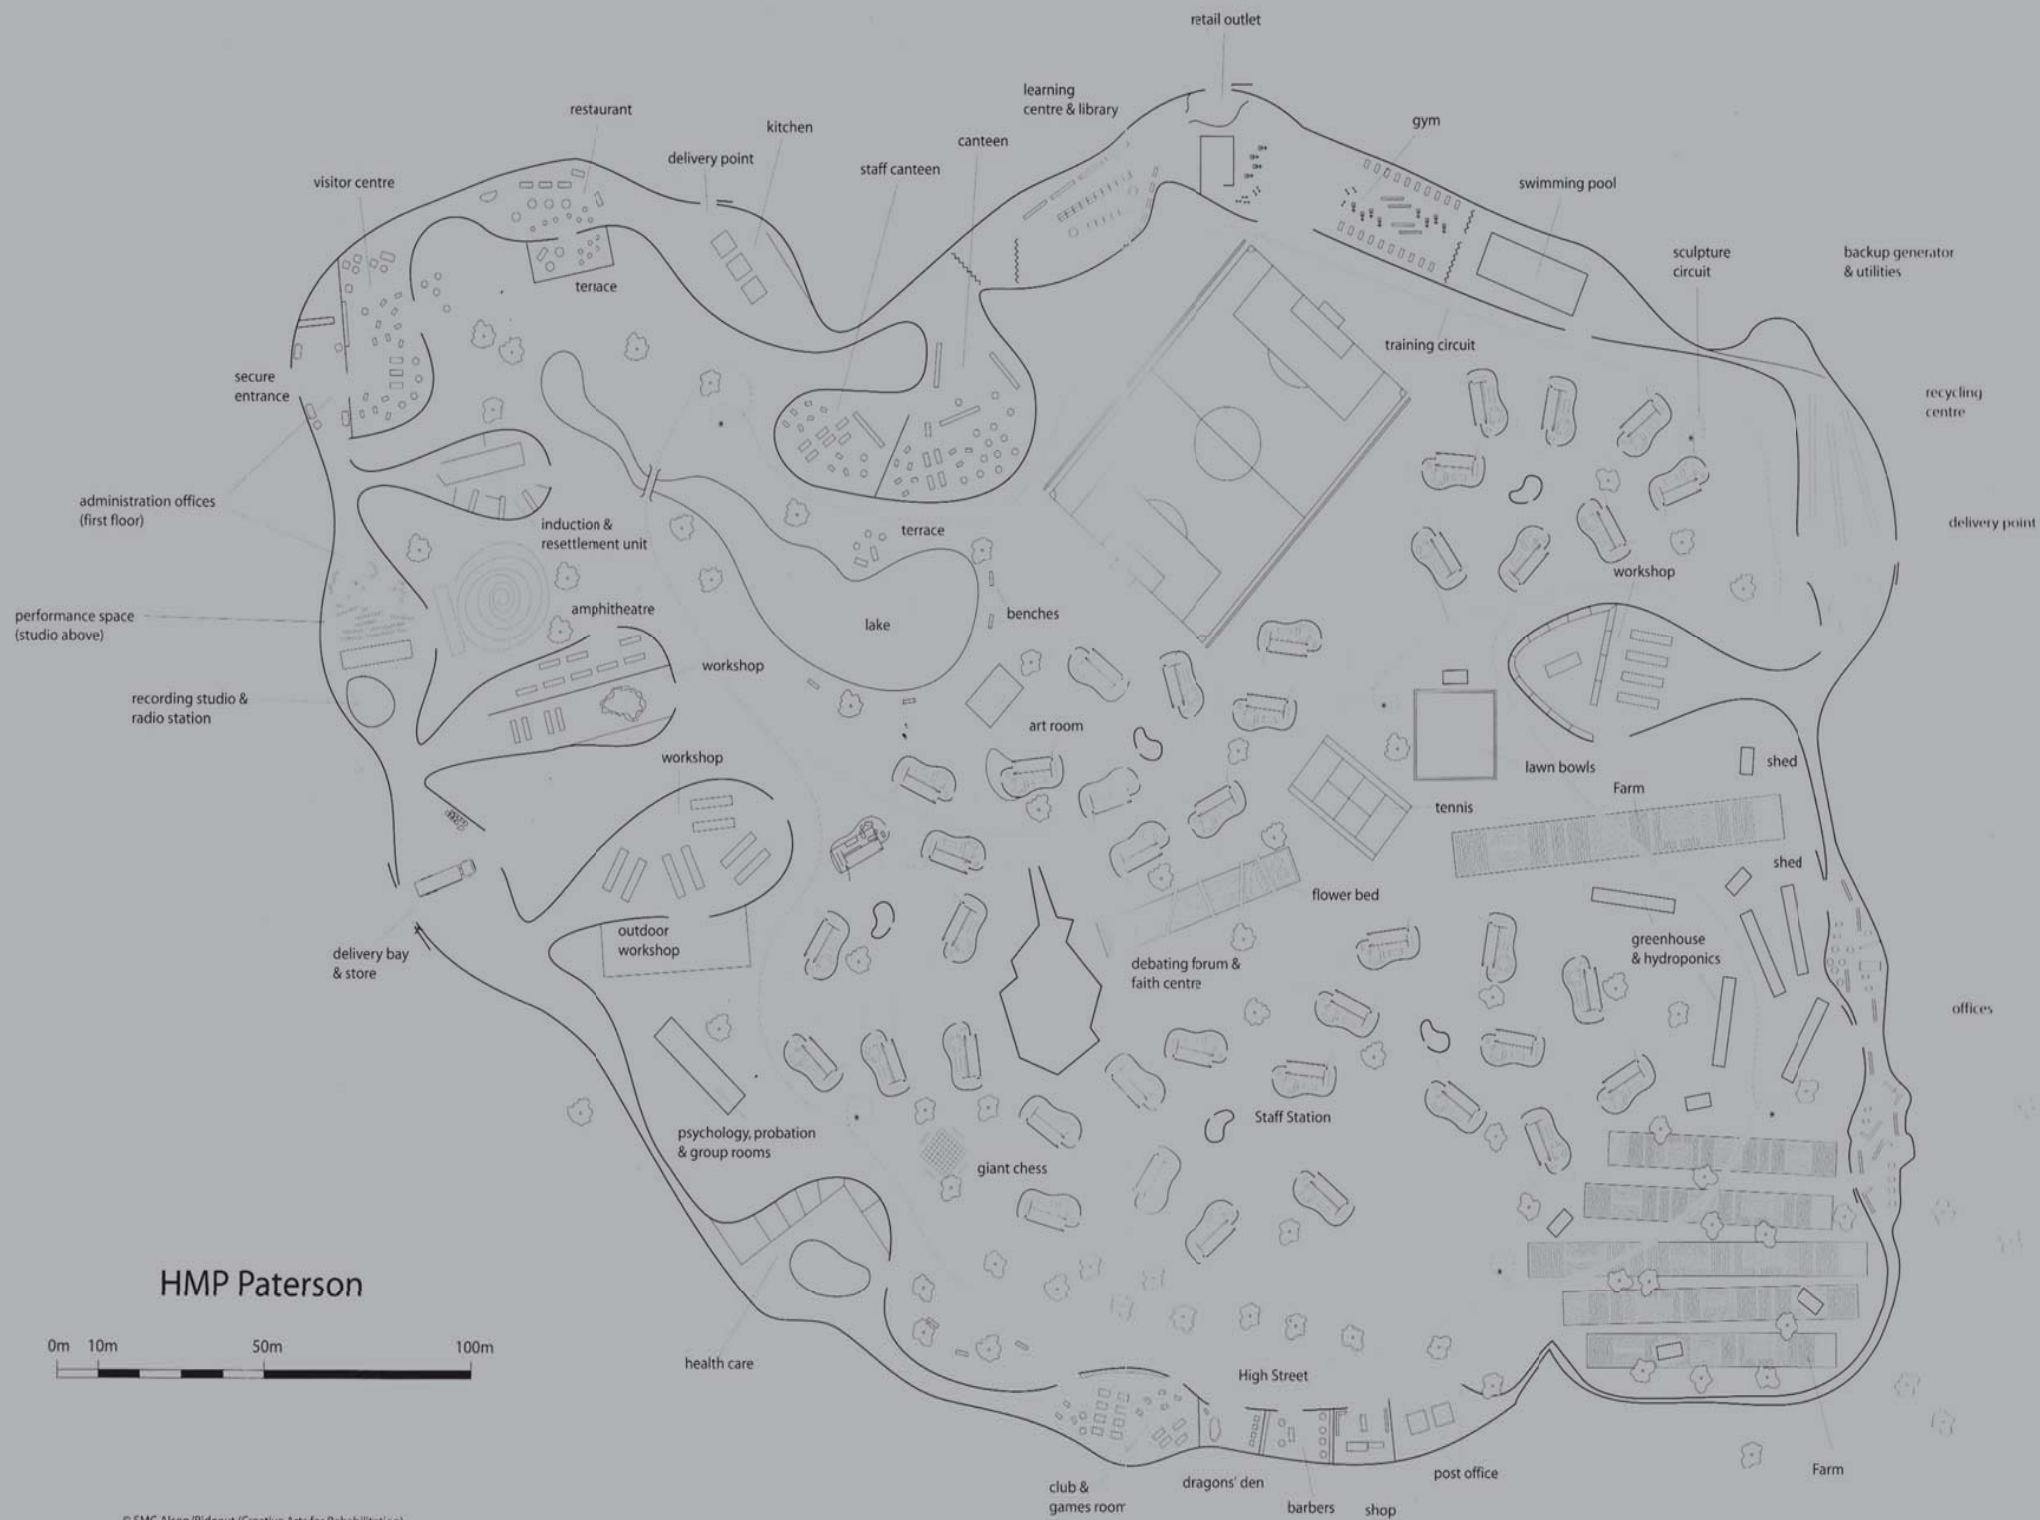 retail outlet
learning
centre & library
restaurant
gym
kitchen
canteen
delivery point
staff canteen
visitor centre
swimming pool
sculpture
circuit
backup generator
& utilities
terrace
training circuit
secure
entrance
recycling
centre
administration offices
(first floor)
induction &
resettlement unit
terrace
delivery point
workshop
performance space
(studio above)
amphitheatre
benches
lake
workshop
recording studio &
radio station
art room
workshop
lawn bowls
shed
Farm
tennis
shed
flower bed
outdoor
workshop
delivery bay
& store
debating forum &
faith centre
greenhouse
& hydroponics
offices
Staff Station
psychology, probation
& group rooms
giant chess
HMP Paterson
0m 10m 50m 100m
health care
High Street
club &
games room
dragons' den
barbers
shop
post office
Farm